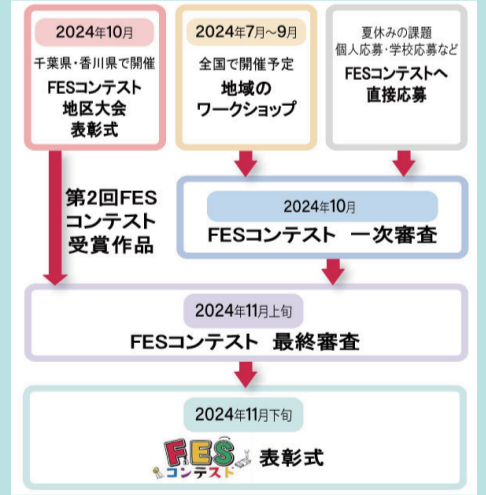 2024年10月
千葉県・香川県で開催
FESコンテスト
地区大会
表彰式
2024年7月~9月
全国で開催予定
地域の
ワークショップ
夏休みの課題
個人応募・学校応募など
FESコンテストへ
直接応募
第2回FES
コンテスト
受賞作品
2024年10月
FESコンテスト 一次審査
2024年11月上旬
FESコンテスト 最終審査
2024年11月下旬
FES
コンテスト
表彰式